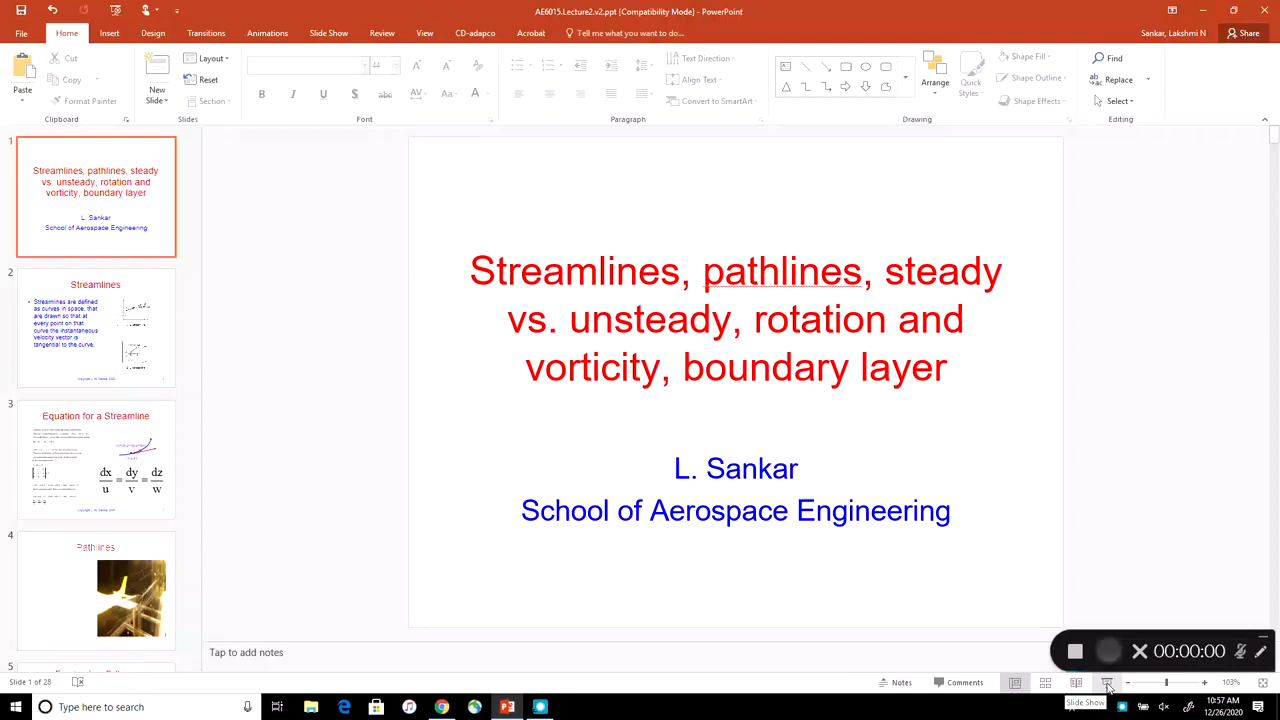 AE6015.Lecture2.v2.ppt [Compatibility Mode] - PowerPoint
File Home Insert Design Transitions Animations Slide Show Review View CD-adapco Acrobat Tell me what you want to do... Sankar, Lakshmi N Share
Paste
Cut
Copy
Format Painter
Clipboard
New
Slide
Layout
Reset
Section
Slides
44
B U S abc AV Aa A
Font
Text Direction
Align Text
Convert to SmartArt
Paragraph
Arrange
Quick
Styles
Shape Fill
Shape Outline
Shape Effects
Drawing
Find
Replace
Select
Editing
1
Streamlines, pathlines, steady
vs. unsteady, rotation and
vorticity, boundary layer
L. Sankar
School of Aerospace Engineering
2
Streamlines
• Streamlines are defined
as curves in space, that
are drawn so that at
every point on that
curve the instantaneous
velocity vector is
tangential to the curve.
3
Equation for a Streamline
dx/u = dy/v = dz/w
4
Pathlines
5
Streamlines, pathlines, steady
vs. unsteady, rotation and
vorticity, boundary layer
L. Sankar
School of Aerospace Engineering
Tap to add notes
00:00:00
Slide 1 of 28
Notes Comments 103%
Slide Show
Type here to search
10:57 AM
12/26/2020